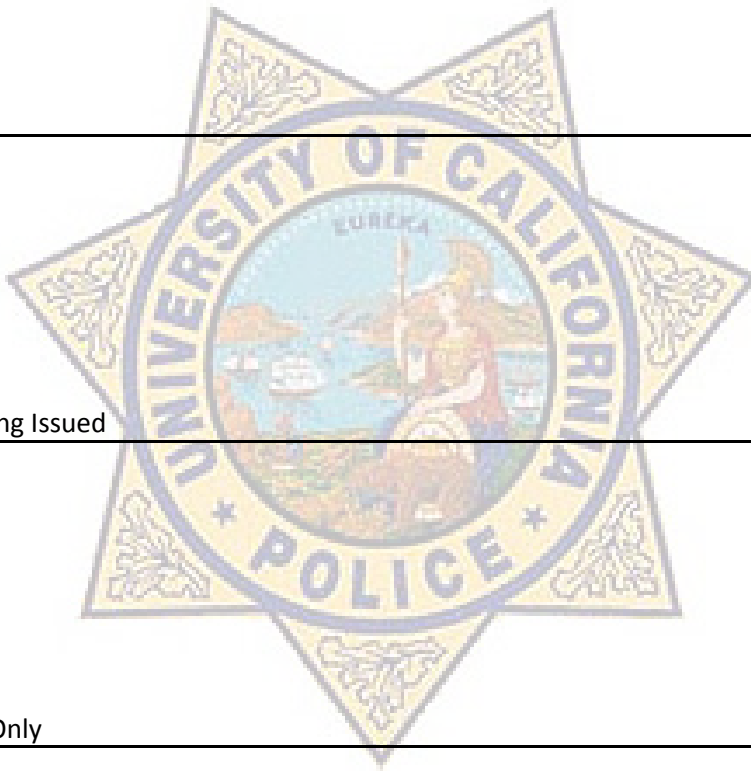 UNIVERSITY OF CALIFORNIA
EUREKA
ng Issued
★ POLICE ★
Only